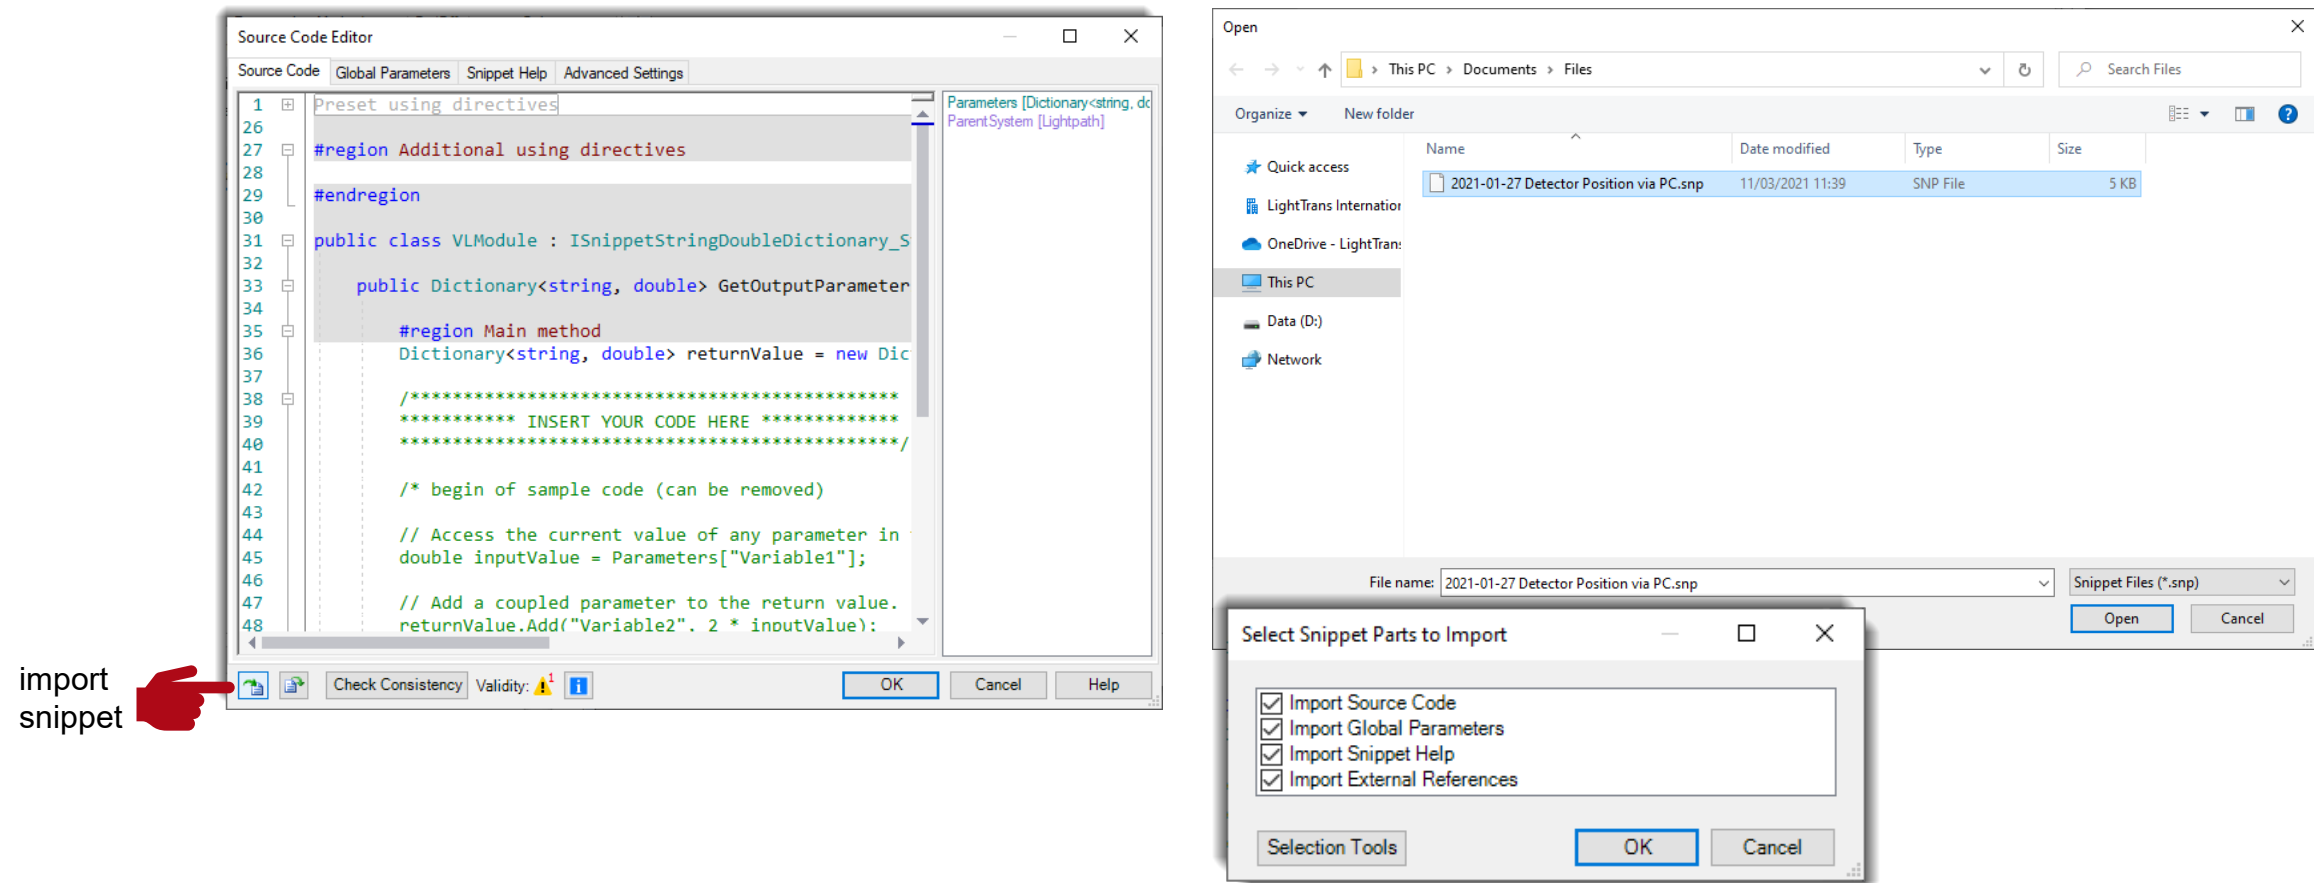 Source Code Editor
Source Code Global Parameters Snippet Help Advanced Settings
1 Preset using directives
26
27 #region Additional using directives
28
29 #endregion
30
31 public class VLModule : ISnippetStringDoubleDictionary_S
32
33 public Dictionary<string, double> GetOutputParameter
34
35 #region Main method
36 Dictionary<string, double> returnValue = new Dic
37
38 /**********************************************
39 *********** INSERT YOUR CODE HERE *************
40 ***********************************************/
41
42 /* begin of sample code (can be removed)
43
44 // Access the current value of any parameter in
45 double inputValue = Parameters["Variable1"];
46
47 // Add a coupled parameter to the return value.
48 returnValue.Add("Variable2", 2 * inputValue);
Parameters [Dictionary<string, dc
ParentSystem [Lightpath]
Check Consistency Validity: 1 OK Cancel Help
import
snippet
Open
This PC > Documents > Files Search Files
Organize New folder
Name Date modified Type Size
2021-01-27 Detector Position via PC.snp 11/03/2021 11:39 SNP File 5 KB
Quick access
LightTrans Internation
OneDrive - LightTrans
This PC
Data (D:)
Network
File name: 2021-01-27 Detector Position via PC.snp Snippet Files (*.snp)
Open Cancel
Select Snippet Parts to Import
Import Source Code
Import Global Parameters
Import Snippet Help
Import External References
Selection Tools OK Cancel